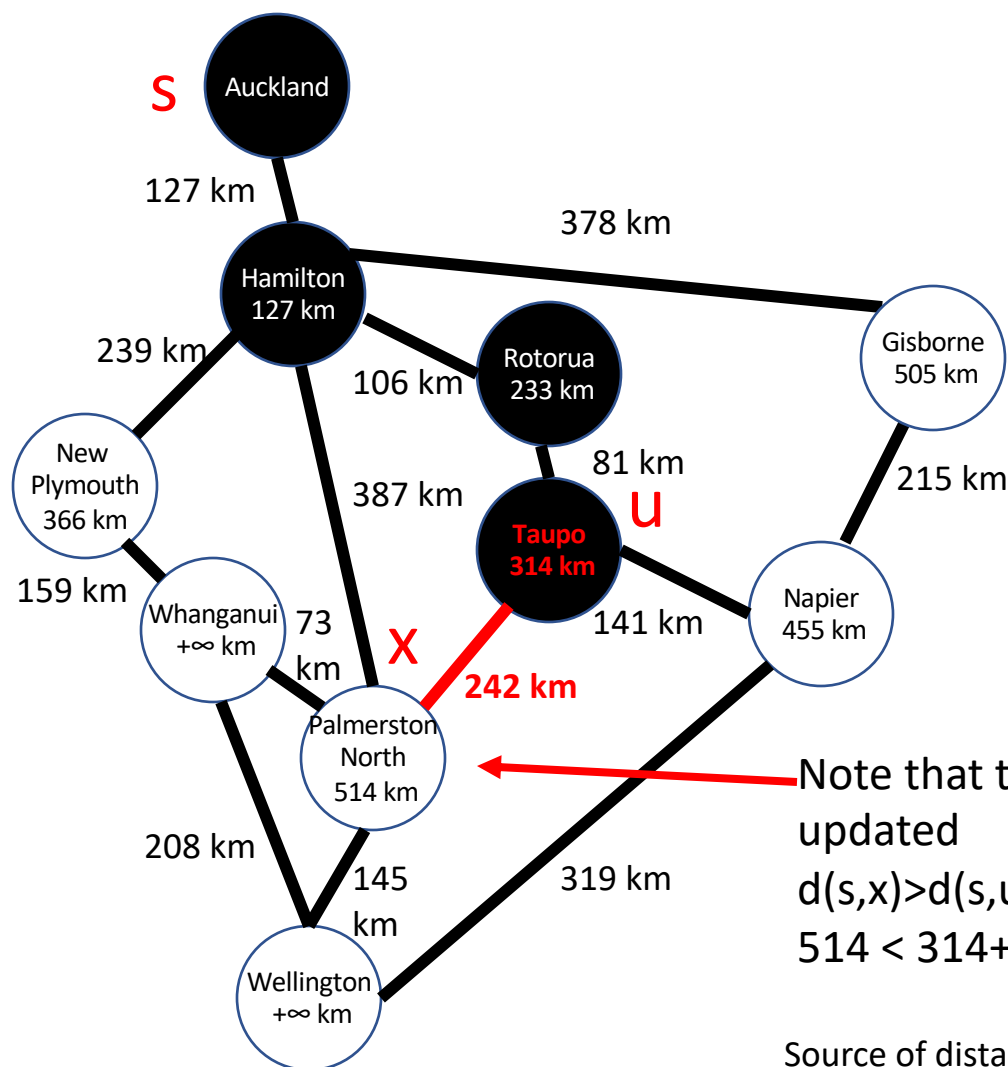 s
Auckland
127 km
378 km
Hamilton
127 km
Gisborne
505 km
239 km
Rotorua
233 km
106 km
New
Plymouth
366 km
387 km
81 km
u
215 km
Taupo
314 km
159 km
Whanganui
+∞ km
73
km
x
141 km
Napier
455 km
242 km
Palmerston
North
514 km
Note that t
updated
d(s,x)>d(s,u
514 < 314+
208 km
145
km
319 km
Wellington
+∞ km
Source of dista